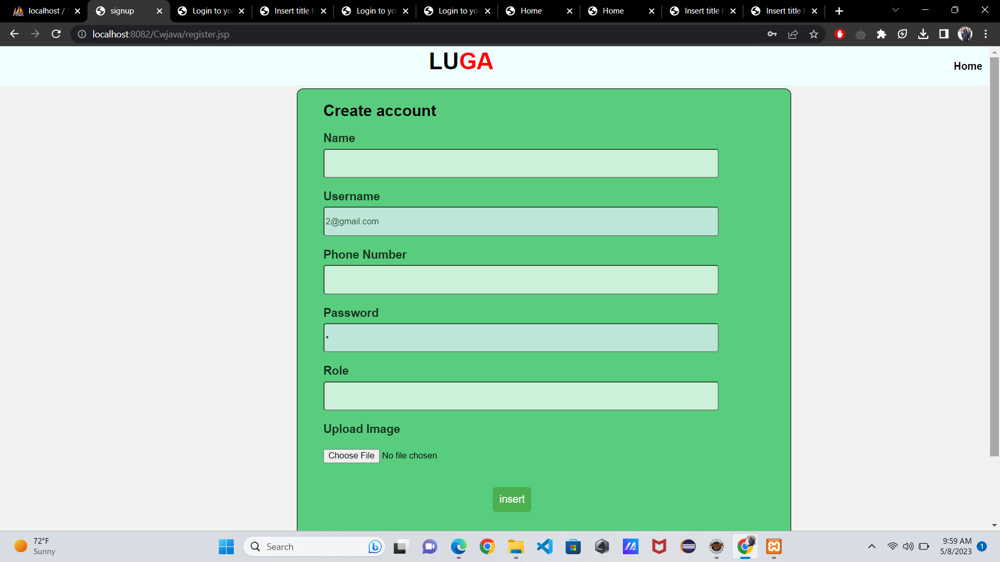 localhost / 
signup
Login to yo
Insert title h
Login to yo
Login to yo
Home
Home
Insert title h
Insert title h
localhost:8082/Cwjava/register.jsp
LUGA
Home
Create account
Name
Username
2@gmail.com
Phone Number
Password
Role
Upload Image
Choose File No file chosen
insert
72°F
Sunny
Search
9:59 AM
5/8/2023
1